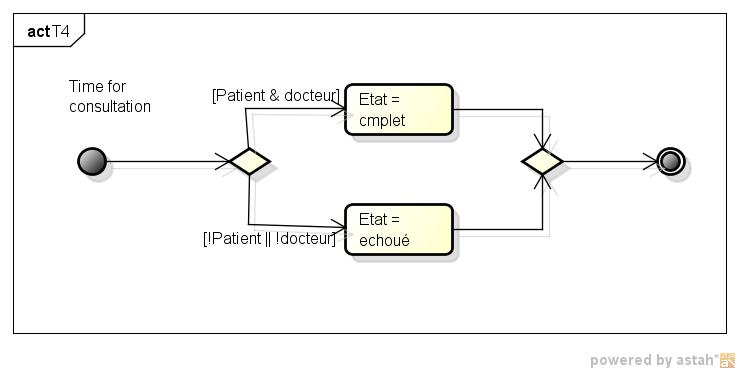 act T4
Time for
consultation
[Patient & docteur]
Etat =
cmplet
[!Patient || !docteur]
Etat =
echoué
powered by astah*